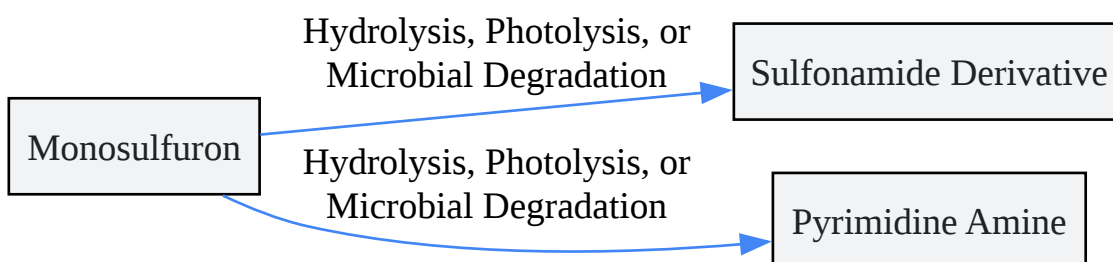 Hydrolysis, Photolysis, or
Microbial Degradation
Sulfonamide Derivative
Monosulfuron
Hydrolysis, Photolysis, or
Microbial Degradation
Pyrimidine Amine